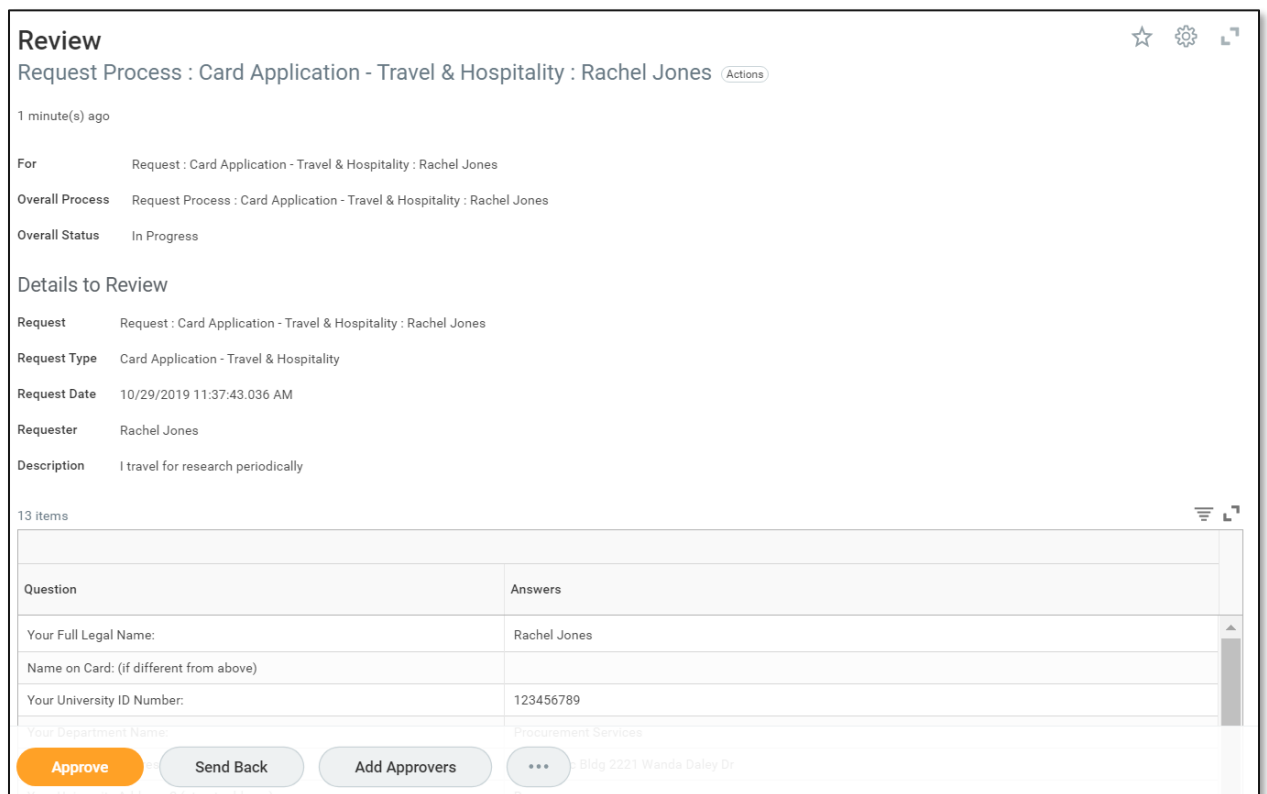 Review
Request Process : Card Application - Travel & Hospitality : Rachel Jones Actions
1 minute(s) ago
For Request : Card Application - Travel & Hospitality : Rachel Jones
Overall Process Request Process : Card Application - Travel & Hospitality : Rachel Jones
Overall Status In Progress
Details to Review
Request Request : Card Application - Travel & Hospitality : Rachel Jones
Request Type Card Application - Travel & Hospitality
Request Date 10/29/2019 11:37:43.036 AM
Requester Rachel Jones
Description I travel for research periodically
13 items
Question Answers
Your Full Legal Name: Rachel Jones
Name on Card: (if different from above)
Your University ID Number: 123456789
Your Department Name: Procurement Services
Bldg 2221 Wanda Daley Dr
Approve Send Back Add Approvers